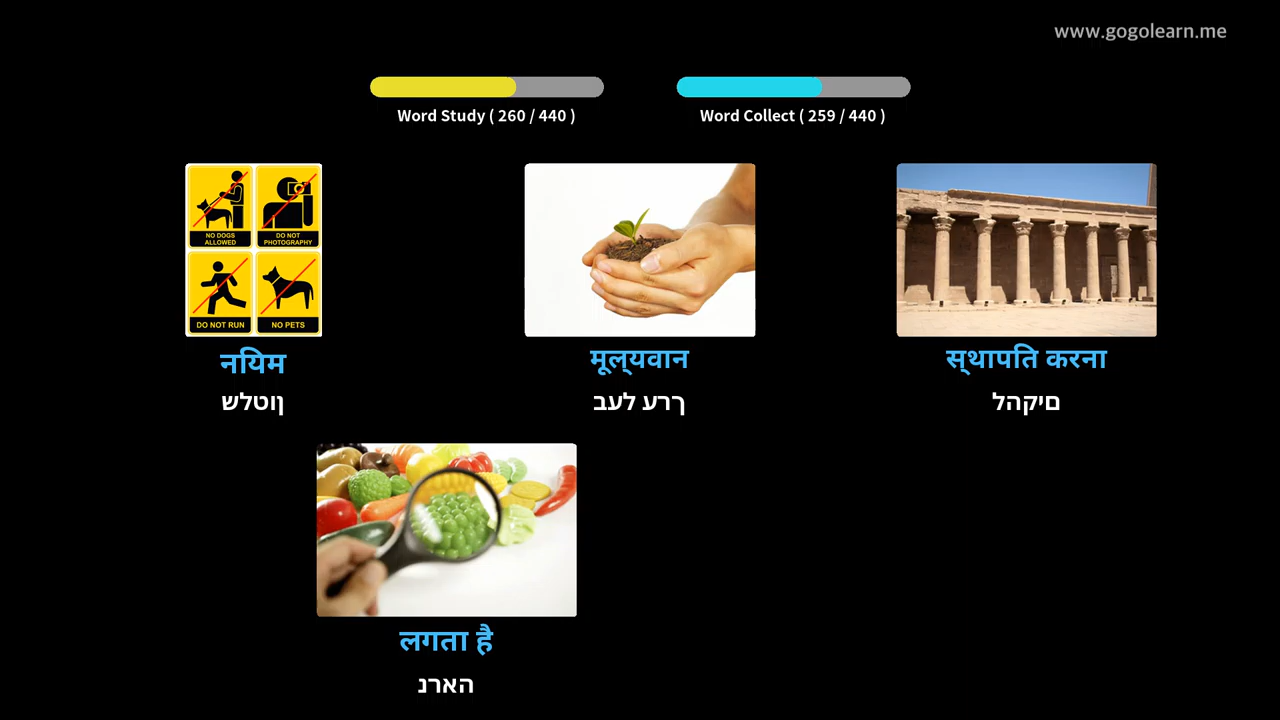 www.gogolearn.me
Word Study ( 260 / 440 )
Word Collect ( 259 / 440 )
NO DOGS
ALLOWED
DO NOT
PHOTOGRAPHY
DO NOT RUN
NO PETS
नयिम
שלטון
मूल्यवान
בעל ערך
स्थापति करना
להקים
लगता है
נראה